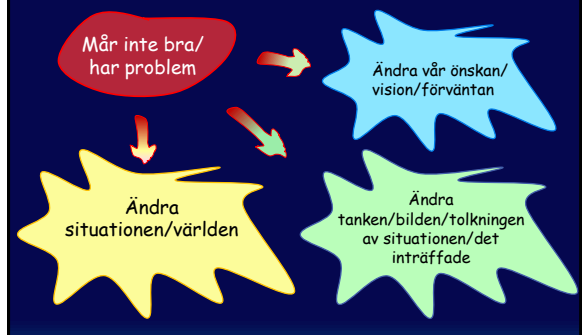 Mår inte bra/
har problem
Ändra vår önskan/
vision/förväntan
Ändra
situationen/världen
Ändra
tanken/bilden/tolkningen
av situationen/det
inträffade